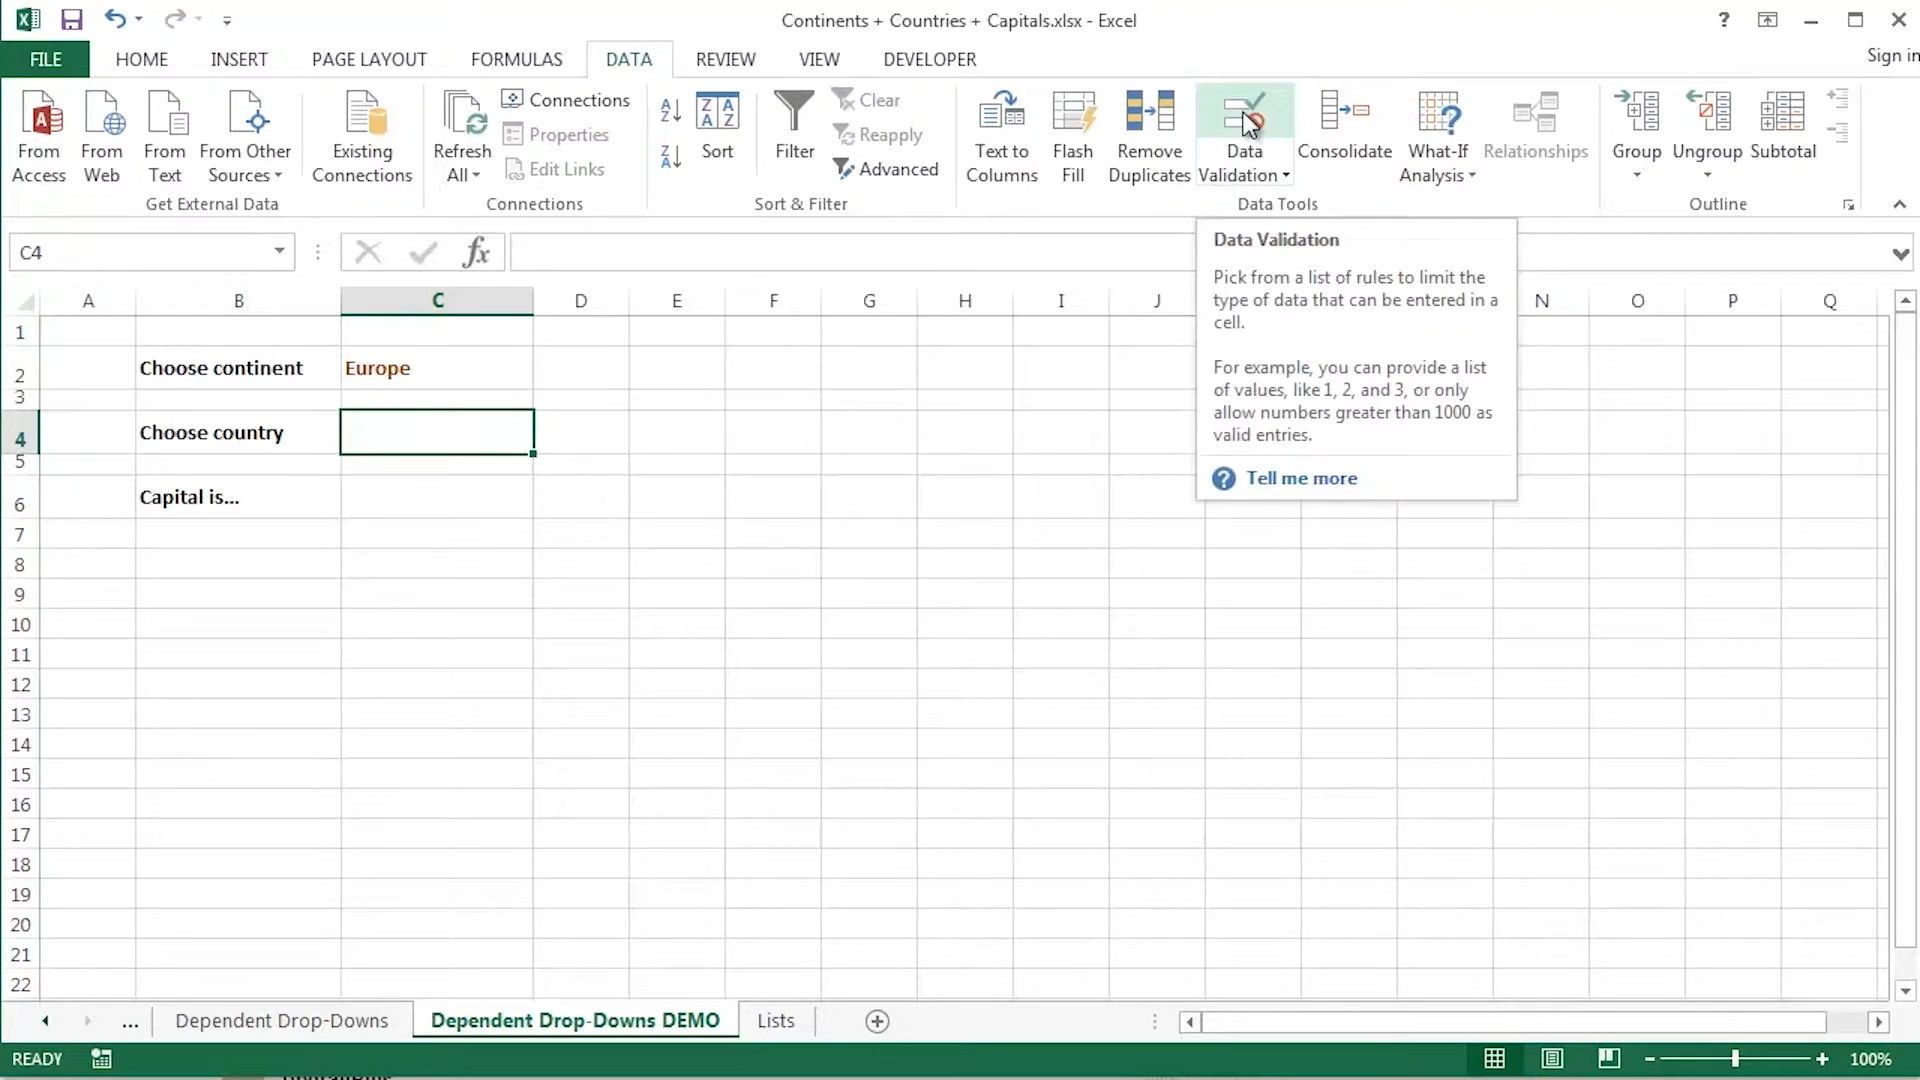 Continents + Countries + Capitals.xlsx - Excel
?
FILE
HOME
INSERT
PAGE LAYOUT
FORMULAS
DATA
REVIEW
VIEW
DEVELOPER
Sign in
From Access
From Web
From Text
From Other Sources
Existing Connections
Get External Data
Refresh All
Connections
Properties
Edit Links
Connections
Sort
Filter
Clear
Reapply
Advanced
Sort & Filter
Text to Columns
Flash Fill
Remove Duplicates
Data Validation
Consolidate
What-If Analysis
Relationships
Data Tools
Group
Ungroup
Subtotal
Outline
C4
fx
Data Validation
Pick from a list of rules to limit the
type of data that can be entered in a
cell.
For example, you can provide a list
of values, like 1, 2, and 3, or only
allow numbers greater than 1000 as
valid entries.
? Tell me more
A B C D E F G H I J N O P Q
1
2 Choose continent Europe
3
4 Choose country
5
6 Capital is...
7
8
9
10
11
12
13
14
15
16
17
18
19
20
21
22
... Dependent Drop-Downs Dependent Drop-Downs DEMO Lists
READY
100%